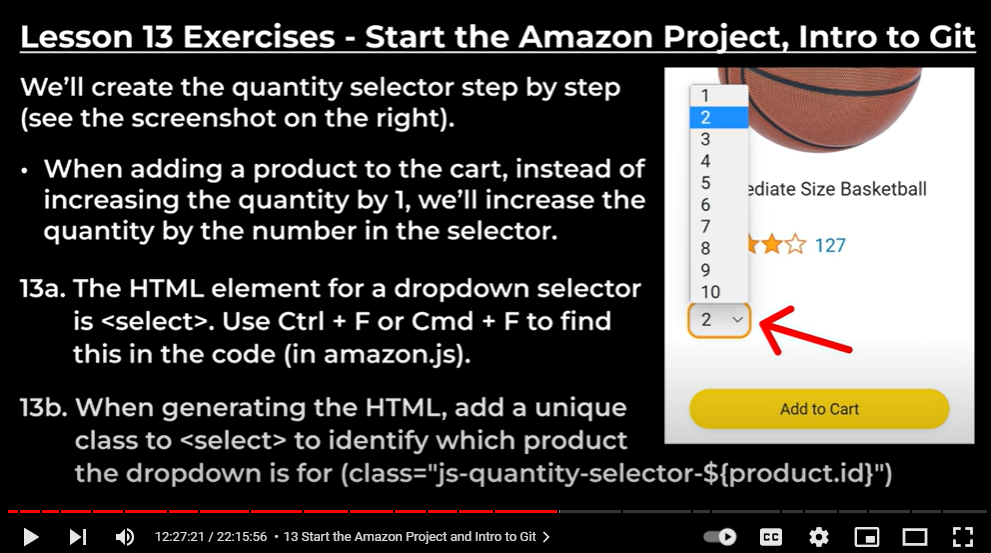 Lesson 13 Exercises - Start the Amazon Project, Intro to Git
We'll create the quantity selector step by step
(see the screenshot on the right).
• When adding a product to the cart, instead of
increasing the quantity by 1, we'll increase the
quantity by the number in the selector.
13a. The HTML element for a dropdown selector
is <select>. Use Ctrl + F or Cmd + F to find
this in the code (in amazon.js).
13b. When generating the HTML, add a unique
class to <select> to identify which product
the dropdown is for (class="js-quantity-selector-${product.id}")
1
2
3
4
5
6
7
8
9
10
ediate Size Basketball
127
2
Add to Cart
12:27:21 / 22:15:56 • 13 Start the Amazon Project and Intro to Git
CC